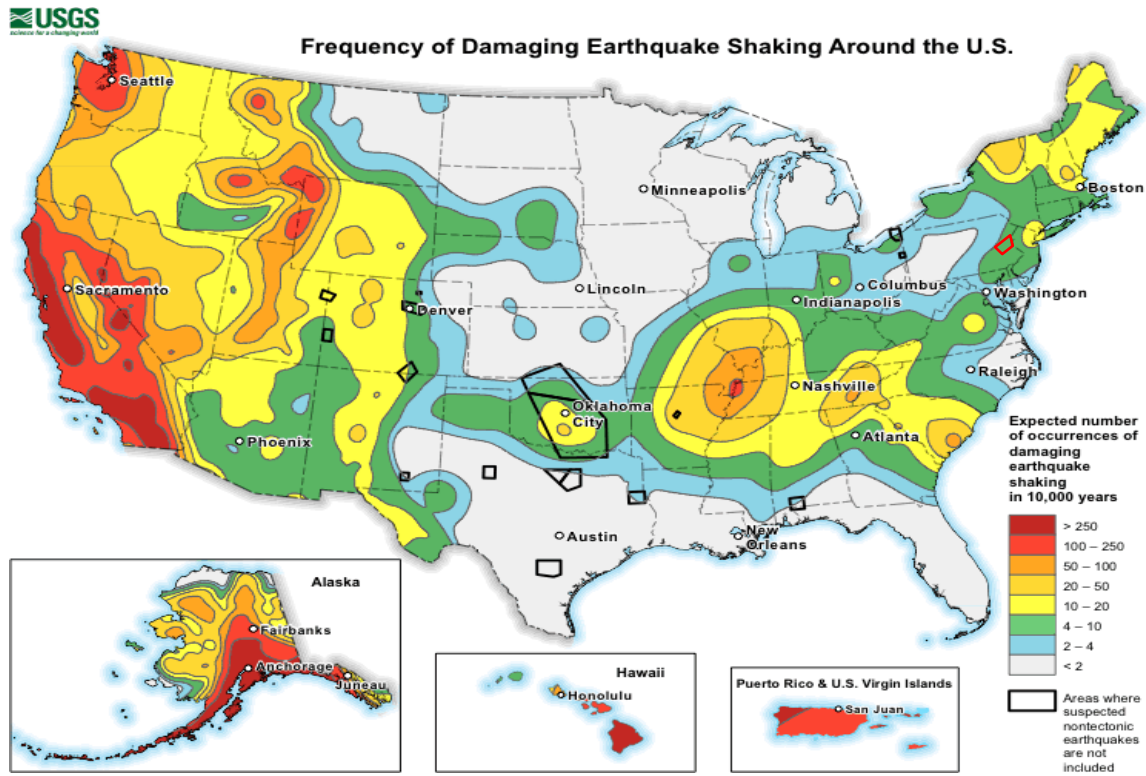 USGS
science for a changing world
Frequency of Damaging Earthquake Shaking Around the U.S.
Seattle
Minneapolis
Boston
Sacramento
Lincoln
Columbus
Denver
Indianapolis
Washington
Raleigh
Nashville
Oklahoma
City
Phoenix
Atlanta
Austin
New
Orleans
Expected number
of occurrences of
damaging
earthquake
shaking
in 10,000 years
> 250
100 – 250
50 – 100
20 – 50
10 – 20
4 – 10
2 – 4
< 2
Areas where
suspected
nontectonic
earthquakes
are not
included
Alaska
Fairbanks
Anchorage
Juneau
Hawaii
Honolulu
Puerto Rico & U.S. Virgin Islands
San Juan